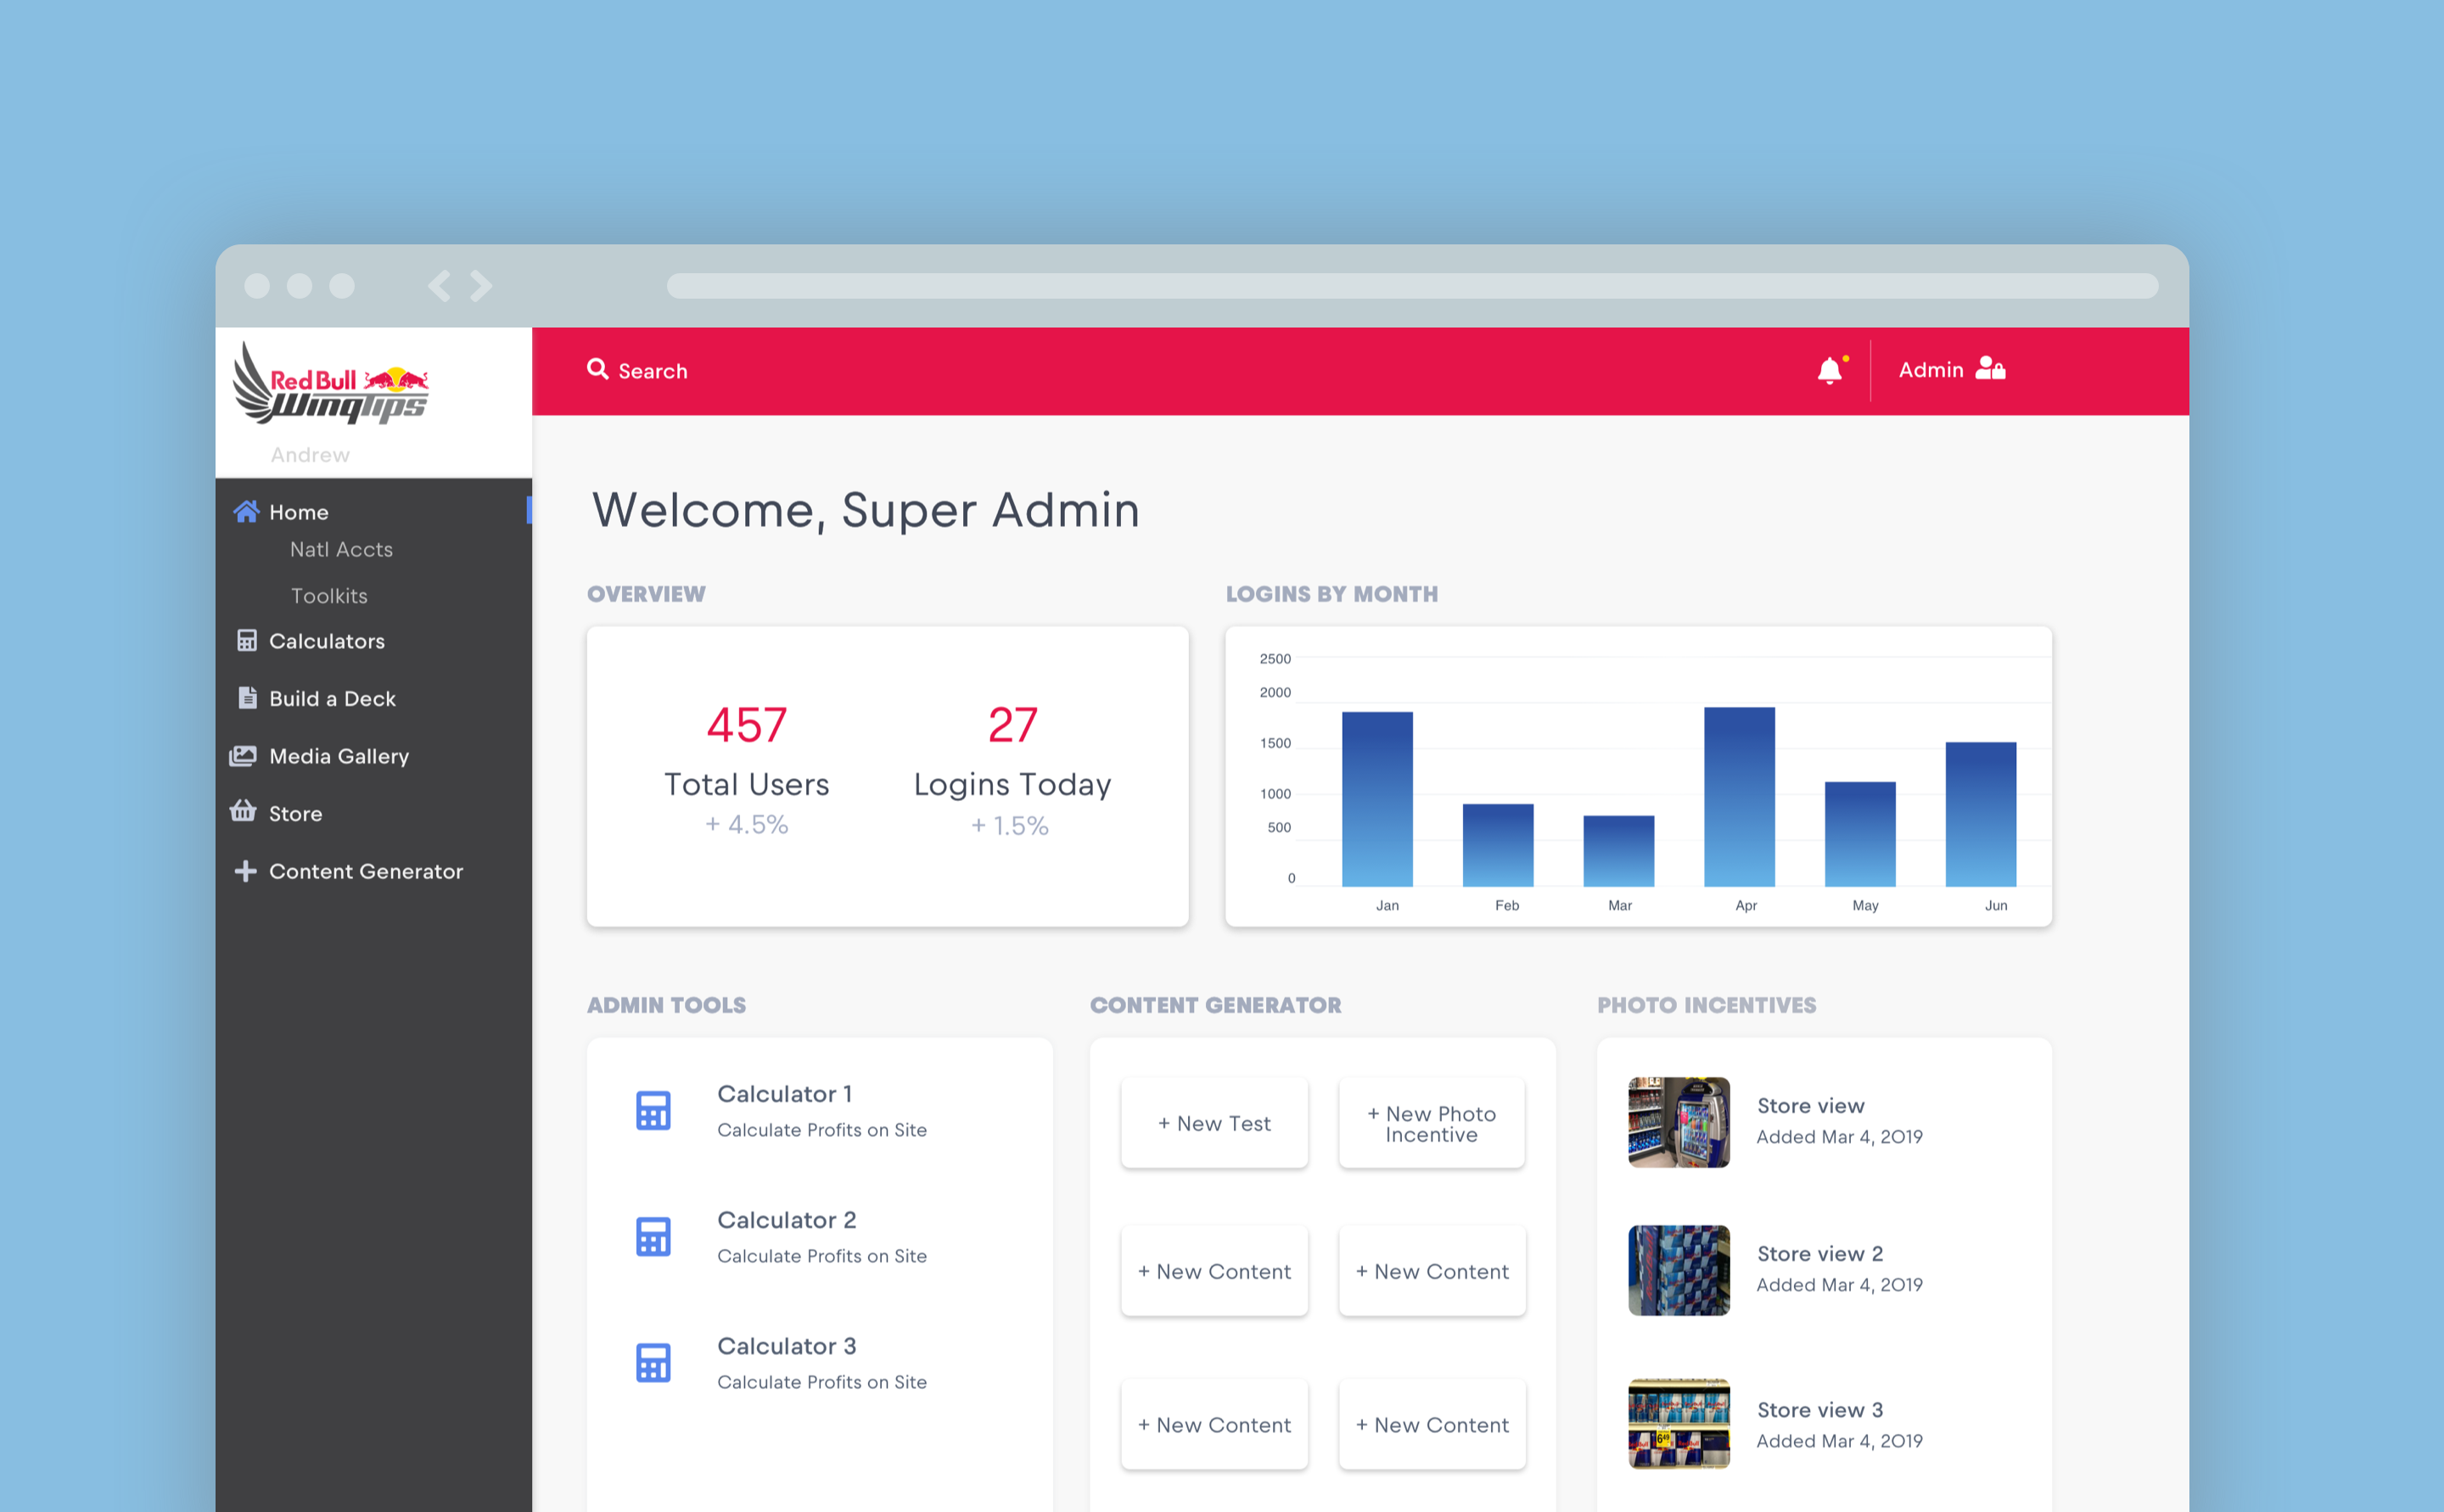 Red Bull
WingTips
Andrew
Home
Natl Accts
Toolkits
Calculators
Build a Deck
Media Gallery
Store
Content Generator
Search
Admin
Welcome, Super Admin
OVERVIEW
457
Total Users
+ 4.5%
27
Logins Today
+ 1.5%
LOGINS BY MONTH
2500
2000
1500
1000
500
0
Jan
Feb
Mar
Apr
May
Jun
ADMIN TOOLS
Calculator 1
Calculate Profits on Site
Calculator 2
Calculate Profits on Site
Calculator 3
Calculate Profits on Site
CONTENT GENERATOR
+ New Test
+ New Photo
Incentive
+ New Content
+ New Content
+ New Content
+ New Content
PHOTO INCENTIVES
Store view
Added Mar 4, 2019
Store view 2
Added Mar 4, 2019
Store view 3
Added Mar 4, 2019